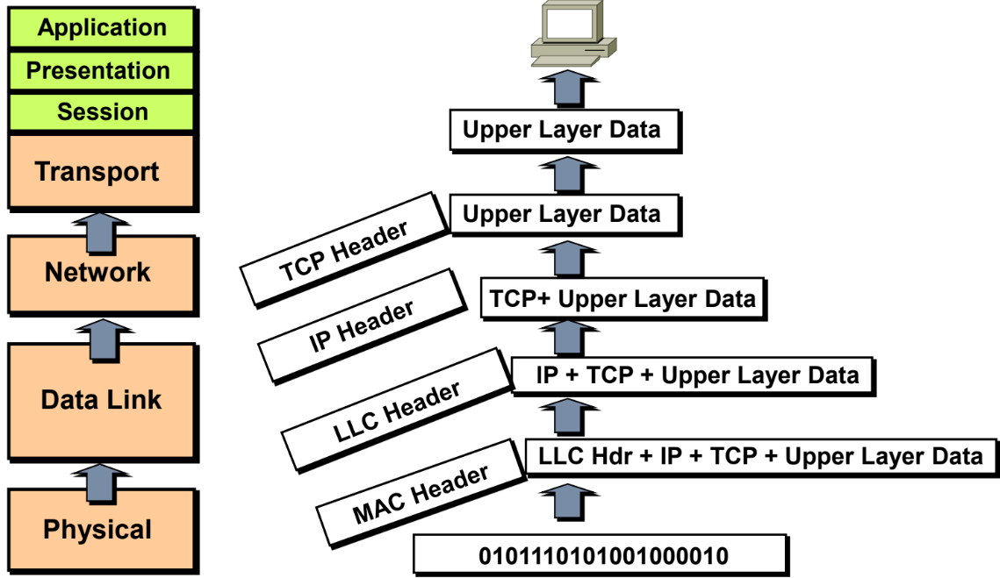 Application
Presentation
Session
Transport
Network
Data Link
Physical
Upper Layer Data
Upper Layer Data
TCP Header
TCP+ Upper Layer Data
IP Header
IP + TCP + Upper Layer Data
LLC Header
LLC Hdr + IP + TCP + Upper Layer Data
MAC Header
0101110101001000010